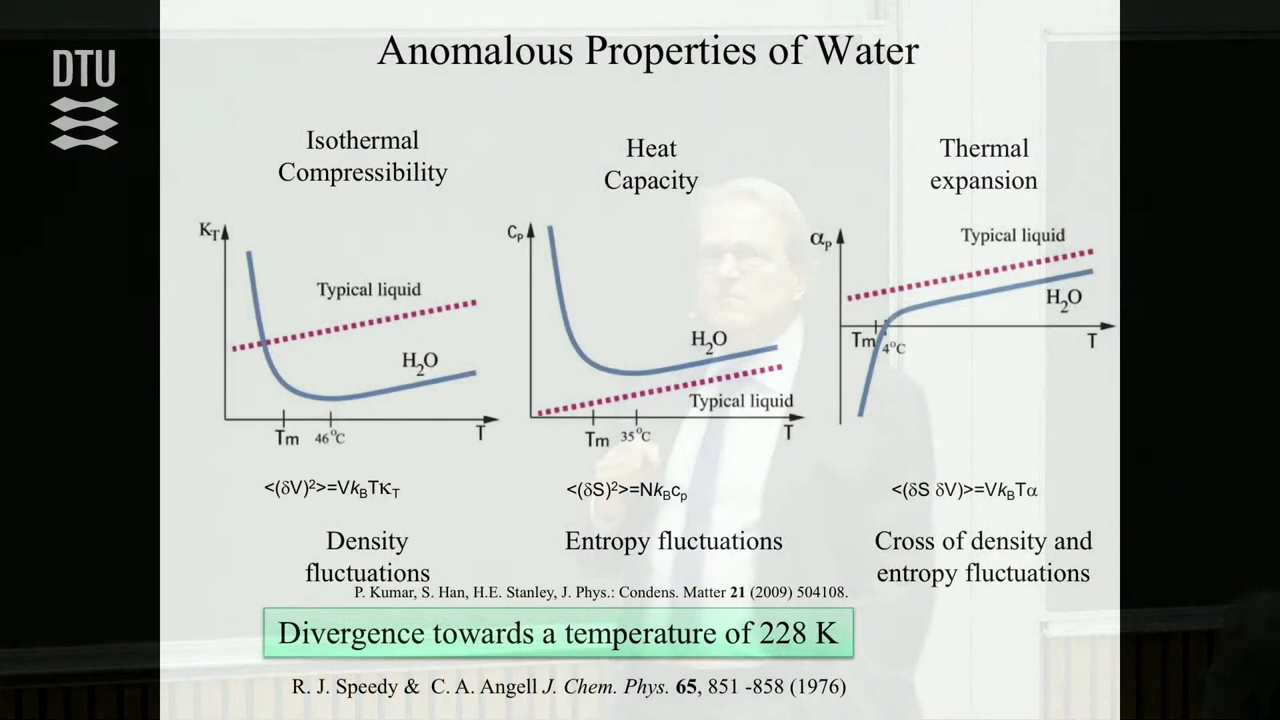 DTU
Anomalous Properties of Water
Isothermal
Compressibility
Heat
Capacity
Thermal
expansion
K_T
Typical liquid
H₂O
Tm
46°C
T
C_p
H₂O
Typical liquid
Tm
35°C
T
α_p
Typical liquid
H₂O
Tm
4°C
T
<(δV)²>=Vk_BTκ_T
<(δS)²>=Nk_Bc_p
<(δS δV)>=Vk_BTα
Density
fluctuations
Entropy fluctuations
Cross of density and
entropy fluctuations
P. Kumar, S. Han, H.E. Stanley, J. Phys.: Condens. Matter 21 (2009) 504108.
Divergence towards a temperature of 228 K
R. J. Speedy & C. A. Angell J. Chem. Phys. 65, 851 -858 (1976)